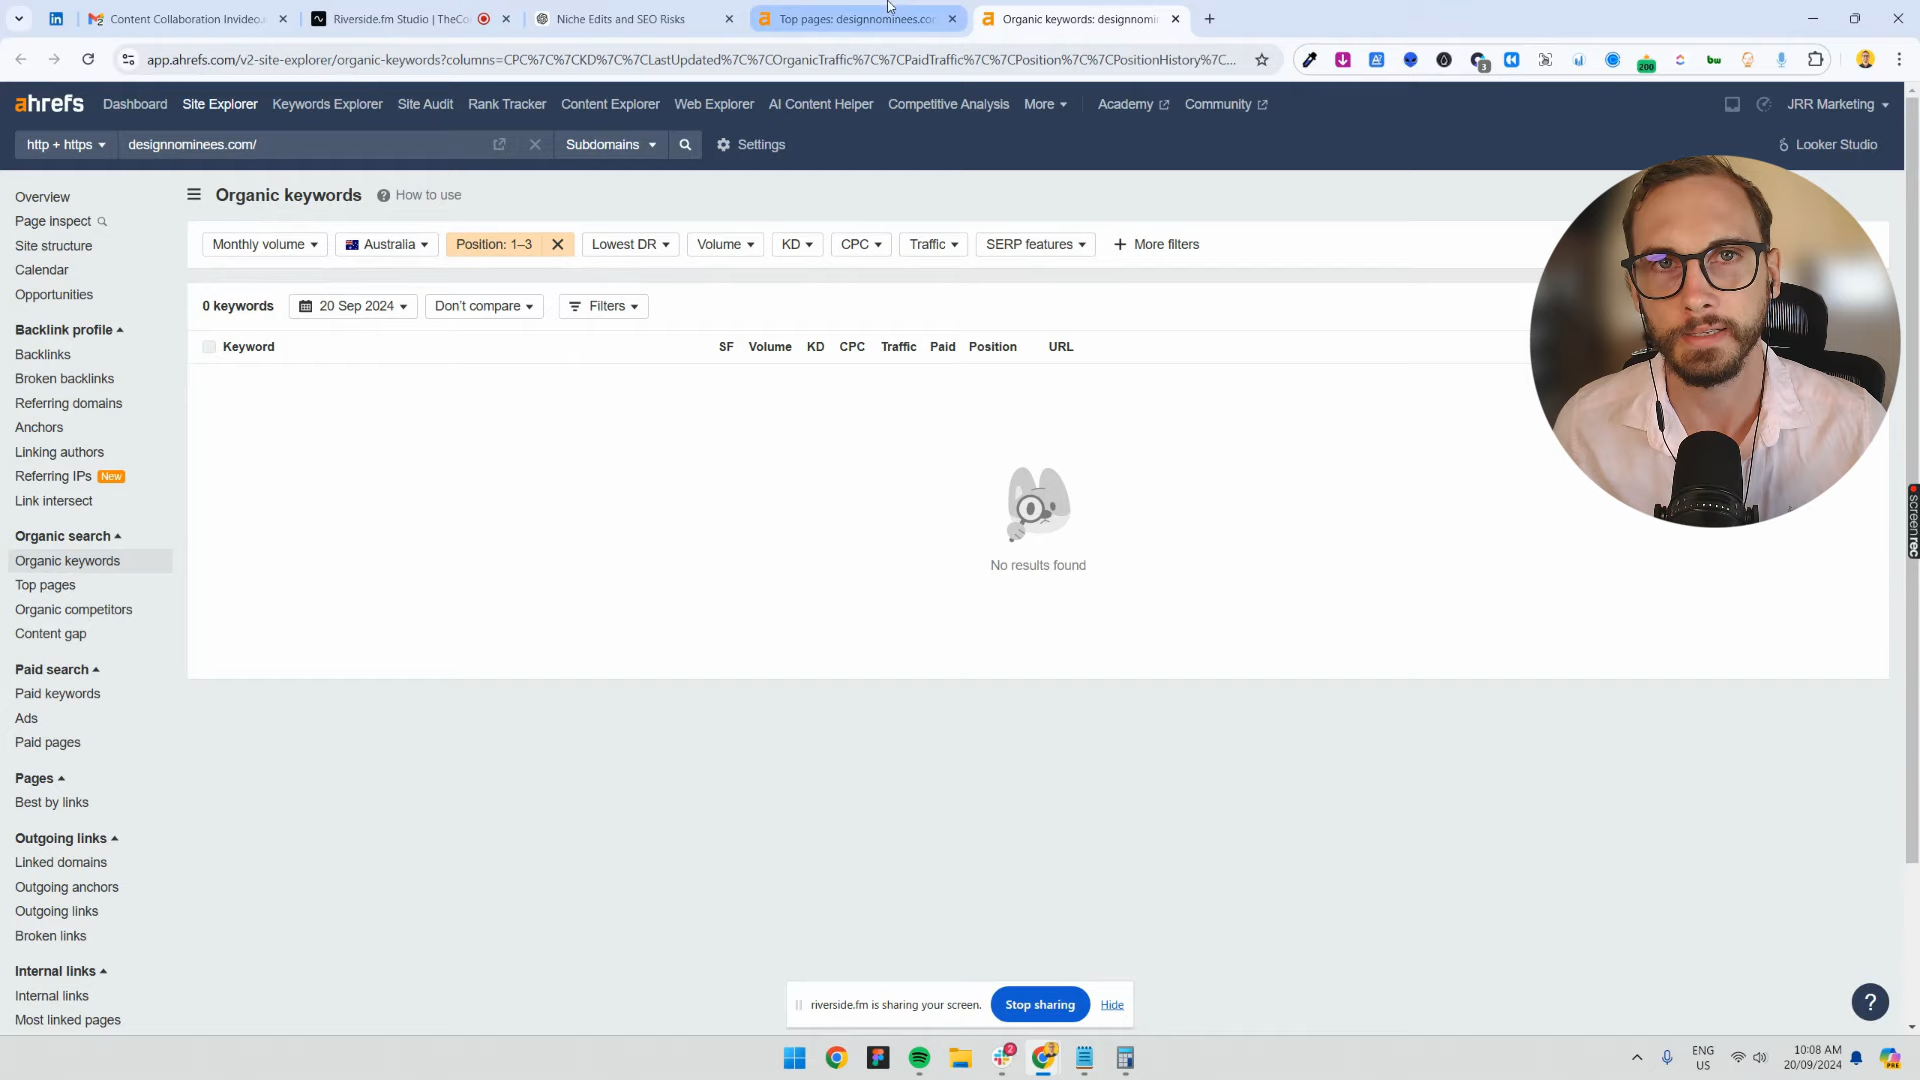 Content Collaboration Invideo.
Riverside.fm Studio | TheCo
Niche Edits and SEO Risks
Top pages: designnominees.co
Organic keywords: designnomi
app.ahrefs.com/v2-site-explorer/organic-keywords?columns=CPC%7C%7CKD%7C%7CLastUpdated%7C%7COrganicTraffic%7C%7CPaidTraffic%7C%7CPosition%7C%7CPositionHistory%7C...
ahrefs
Dashboard
Site Explorer
Keywords Explorer
Site Audit
Rank Tracker
Content Explorer
Web Explorer
AI Content Helper
Competitive Analysis
More
Academy
Community
JRR Marketing
http + https
designnominees.com/
Subdomains
Settings
Looker Studio
Overview
Page inspect
Site structure
Calendar
Opportunities
Backlink profile
Backlinks
Broken backlinks
Referring domains
Anchors
Linking authors
Referring IPs New
Link intersect
Organic search
Organic keywords
Top pages
Organic competitors
Content gap
Paid search
Paid keywords
Ads
Paid pages
Pages
Best by links
Outgoing links
Linked domains
Outgoing anchors
Outgoing links
Broken links
Internal links
Internal links
Most linked pages
Organic keywords
How to use
Monthly volume
Australia
Position: 1–3
Lowest DR
Volume
KD
CPC
Traffic
SERP features
More filters
0 keywords
20 Sep 2024
Don't compare
Filters
Keyword
SF
Volume
KD
CPC
Traffic
Paid
Position
URL
No results found
screenrec
riverside.fm is sharing your screen.
Stop sharing
Hide
?
3
200
bw
2
ENG
US
10:08 AM
20/09/2024
PRE